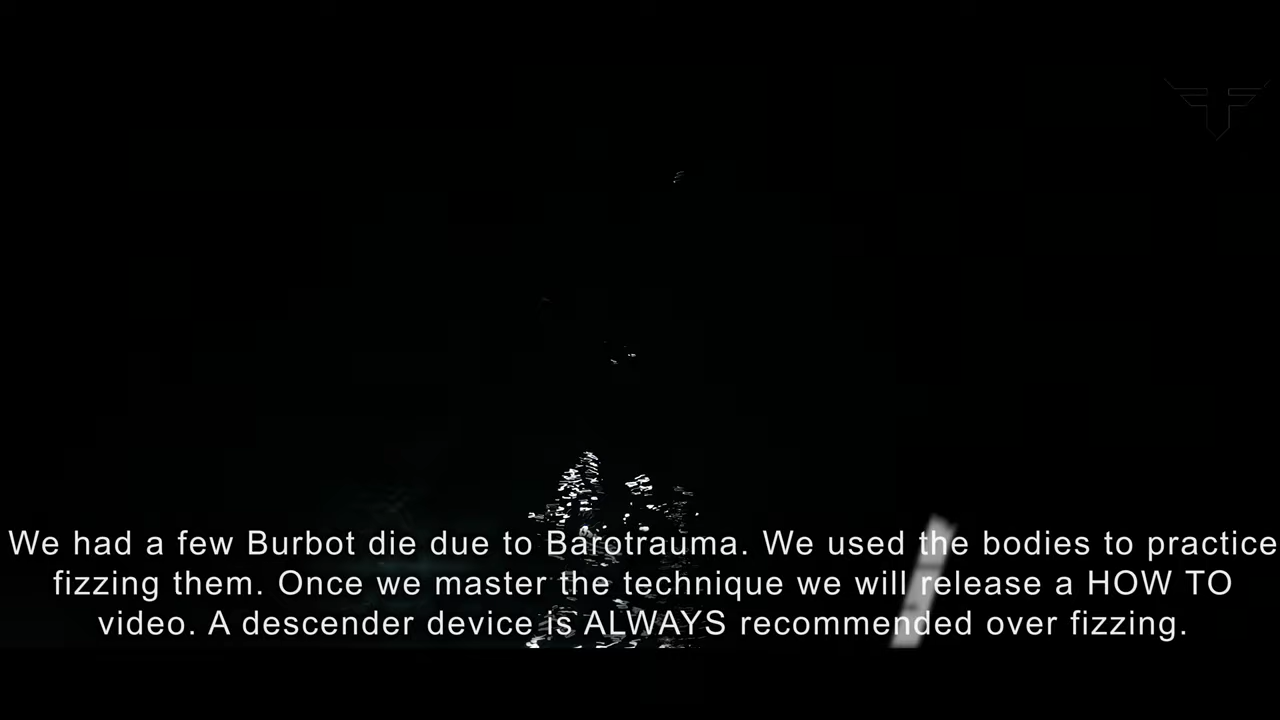 We had a few Burbot die due to Barotrauma. We used the bodies to practice
fizzing them. Once we master the technique we will release a HOW TO
video. A descender device is ALWAYS recommended over fizzing.